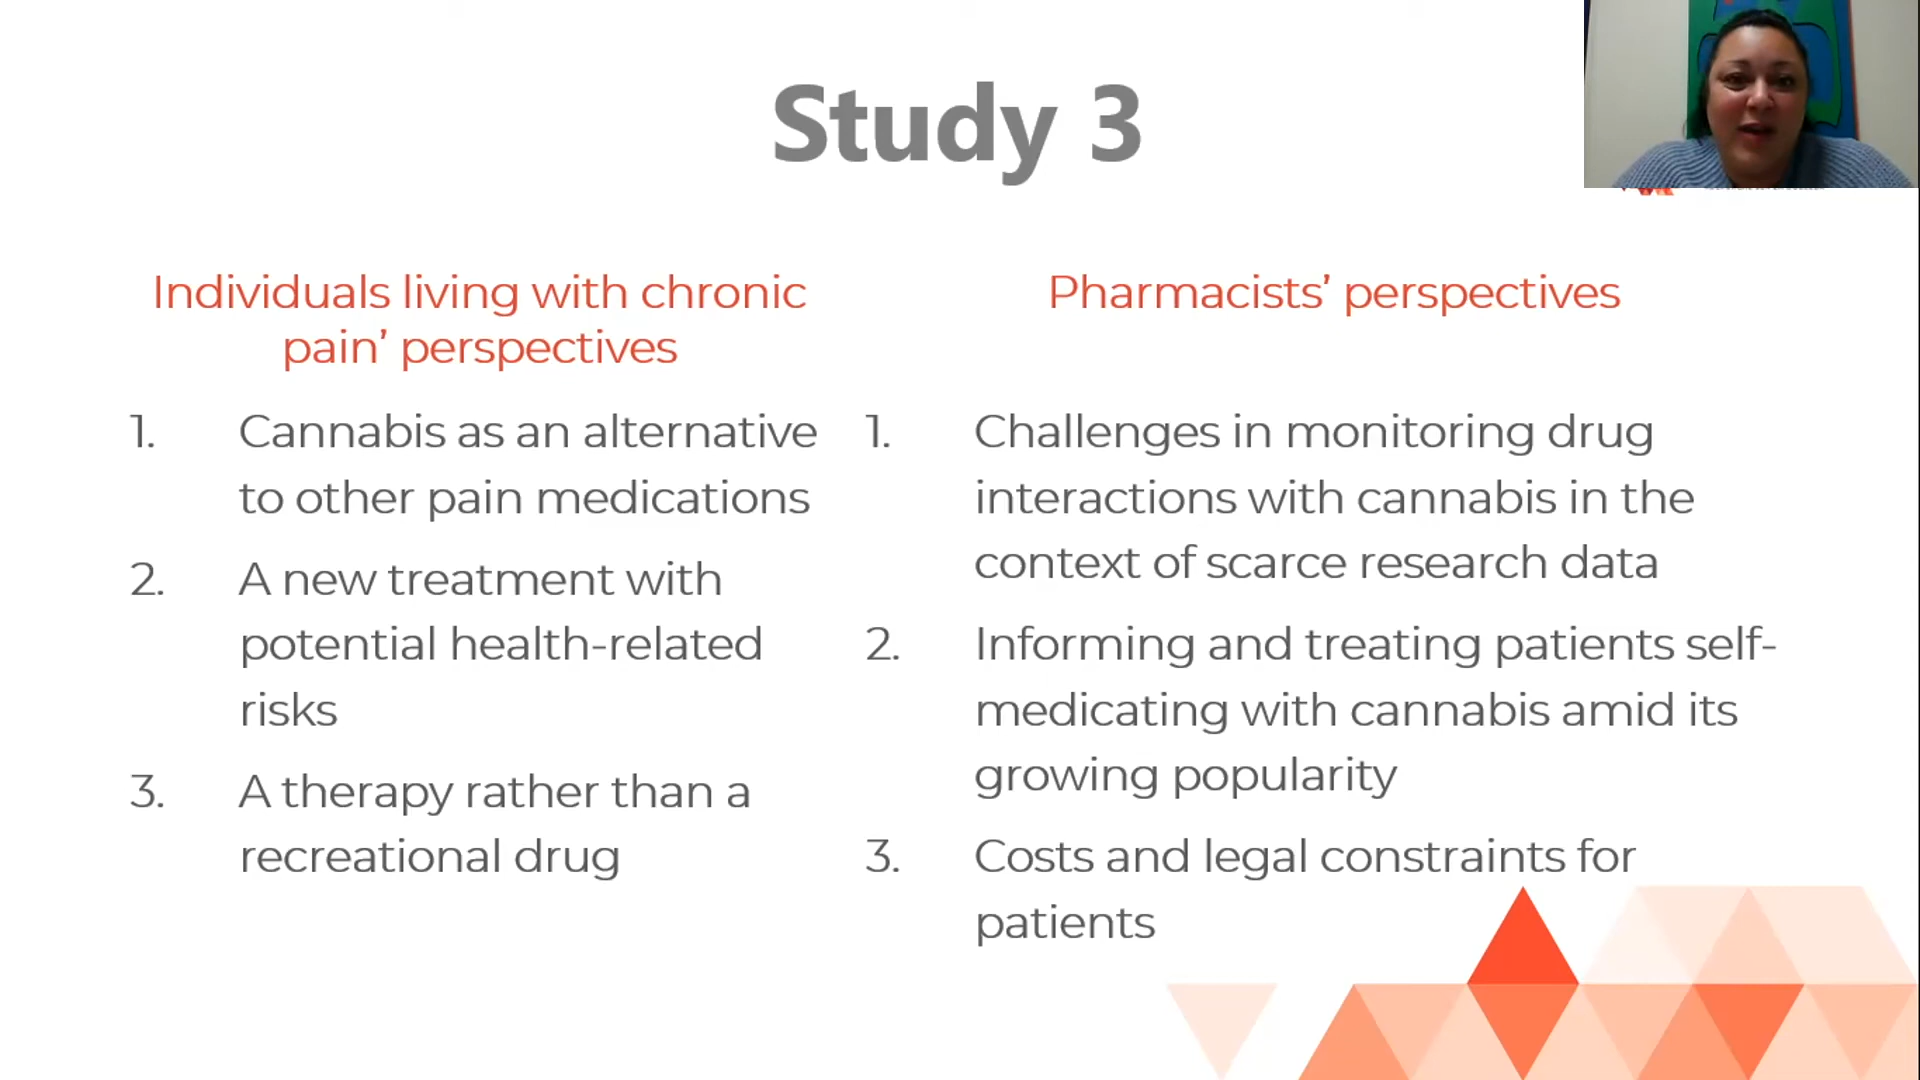 Study 3
Individuals living with chronic
pain’ perspectives
1. Cannabis as an alternative
to other pain medications
2. A new treatment with
potential health-related
risks
3. A therapy rather than a
recreational drug
Pharmacists’ perspectives
1. Challenges in monitoring drug
interactions with cannabis in the
context of scarce research data
2. Informing and treating patients self-
medicating with cannabis amid its
growing popularity
3. Costs and legal constraints for
patients